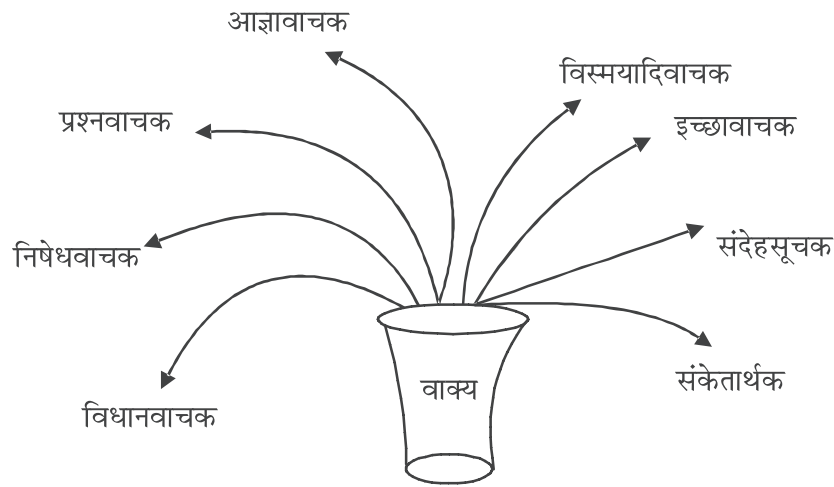 आज्ञावाचक
विस्मयादिवाचक
प्रश्नवाचक
इच्छावाचक
निषेधवाचक
संदेहसूचक
संकेतार्थक
वाक्य
विधानवाचक